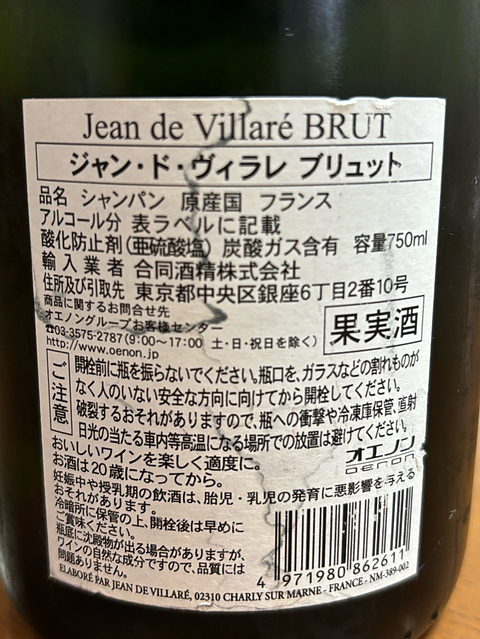 Jean de Villaré BRUT
ジャン・ド・ヴィラレ ブリュット
品名 シャンパン 原産国 フランス
アルコール分 表ラベルに記載
酸化防止剤(亜硫酸塩) 炭酸ガス含有 容量750ml
輸入業者 合同酒精株式会社
住所及び引取先 東京都中央区銀座6丁目2番10号
商品に関するお問合せ先
オエノングループお客様センター
☎03-3575-2787(9:00〜17:00 土・日・祝日を除く)
http://www.oenon.jp
果実酒
ご注意
開栓前に瓶を振らないでください。瓶口を、ガラスなどの割れものが
なく人のいない安全な方向に向けてから開栓してください。
破裂するおそれがありますので、瓶への衝撃や冷凍庫保管、直射
日光の当たる車内等高温になる場所での放置は避けてください。
おいしいワインを楽しく適度に。
お酒は20歳になってから。
オエノン
OENON
妊娠中や授乳期の飲酒は、胎児・乳児の発育に悪影響を与える
おそれがあります。
冷暗所に保管の上、開栓後は早めに
ご賞味ください。
瓶底に沈殿物が出る場合がありますが、
ワインの自然な成分ですので、品質には
問題ありません。
4 971980 862611
ELABORÉ PAR JEAN DE VILLARÉ, 02310 CHARLY SUR MARNE - FRANCE - NM-389-002